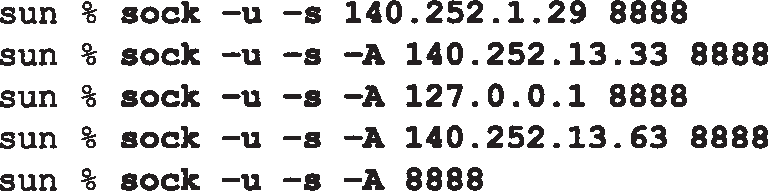 sun % sock -u -s 140.252.1.29 8888
sun % sock -u -s -A 140.252.13.33 8888
sun % sock -u -s -A 127.0.0.1 8888
sun % sock -u -s -A 140.252.13.63 8888
sun % sock -u -s -A 8888